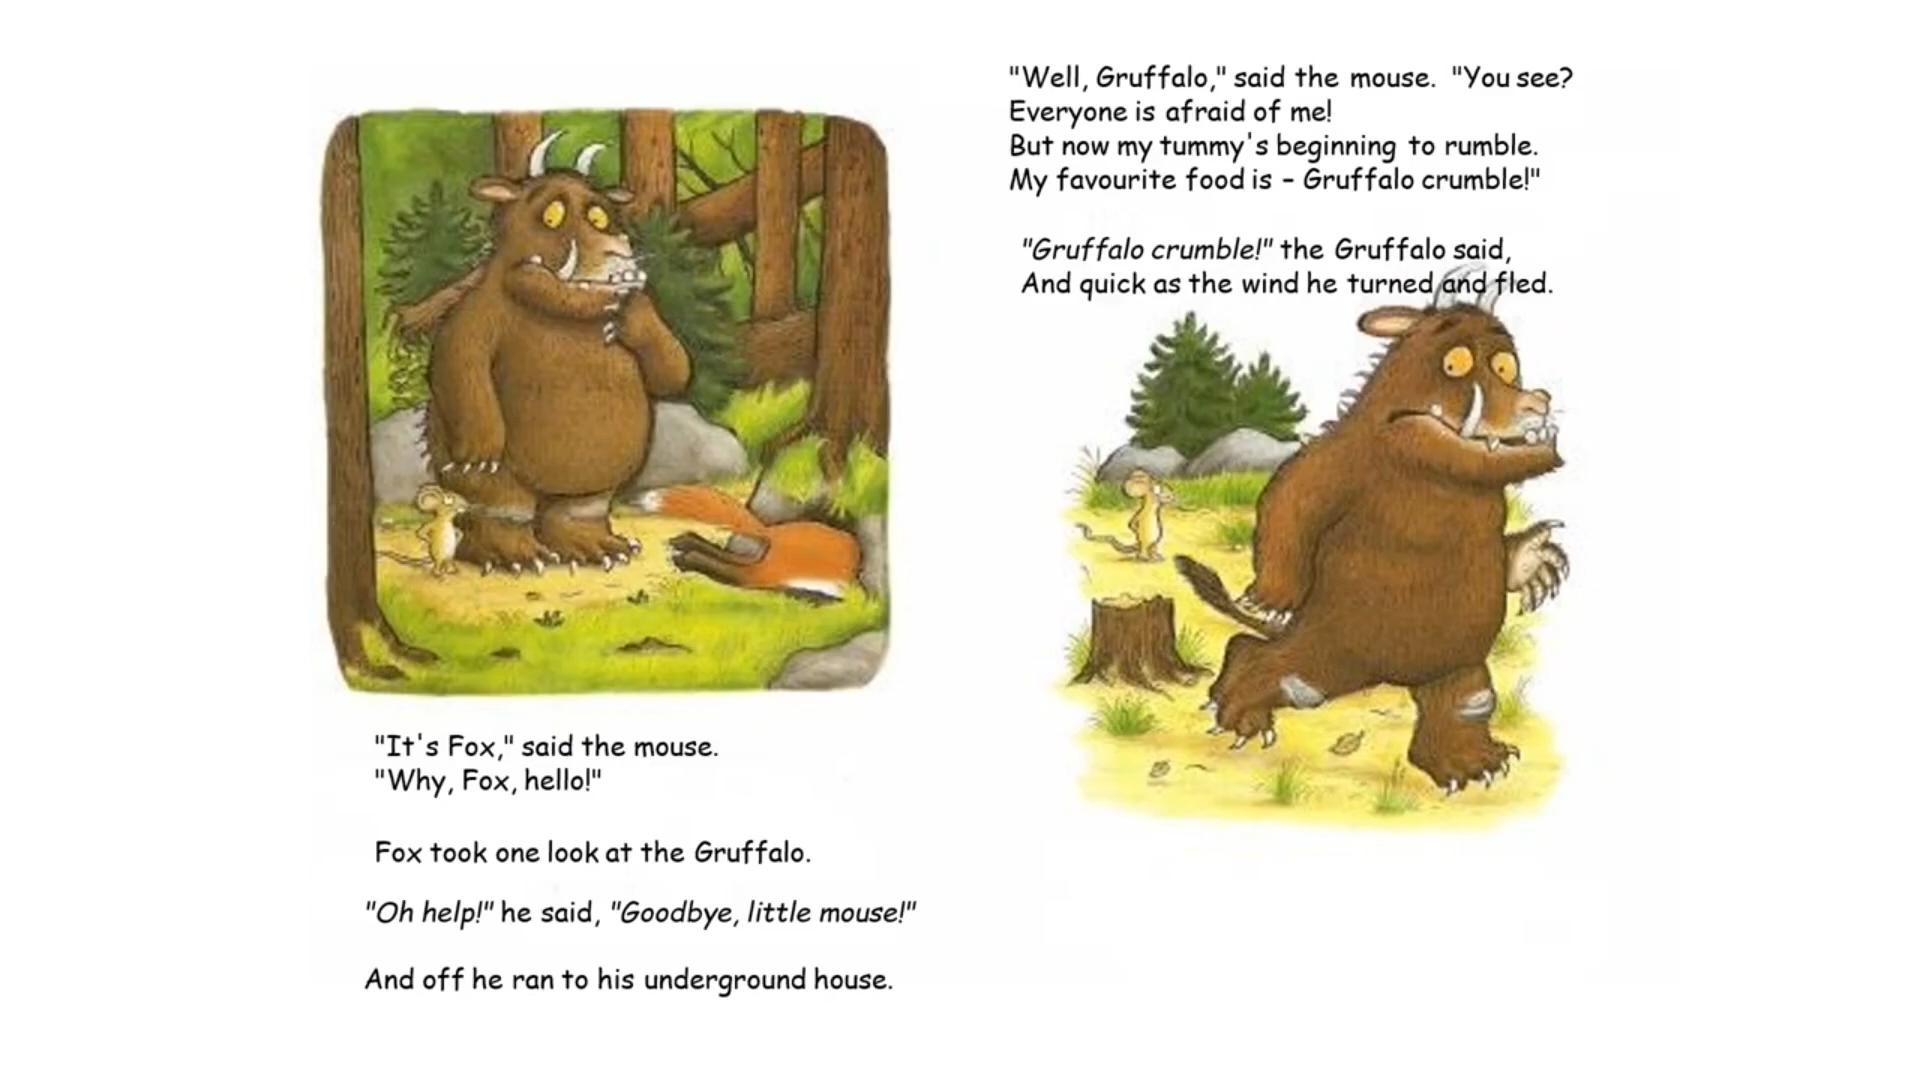 "It's Fox," said the mouse.
"Why, Fox, hello!"
Fox took one look at the Gruffalo.
"Oh help!" he said, "Goodbye, little mouse!"
And off he ran to his underground house.
"Well, Gruffalo," said the mouse. "You see?
Everyone is afraid of me!
But now my tummy's beginning to rumble.
My favourite food is – Gruffalo crumble!"
"Gruffalo crumble!" the Gruffalo said,
And quick as the wind he turned and fled.